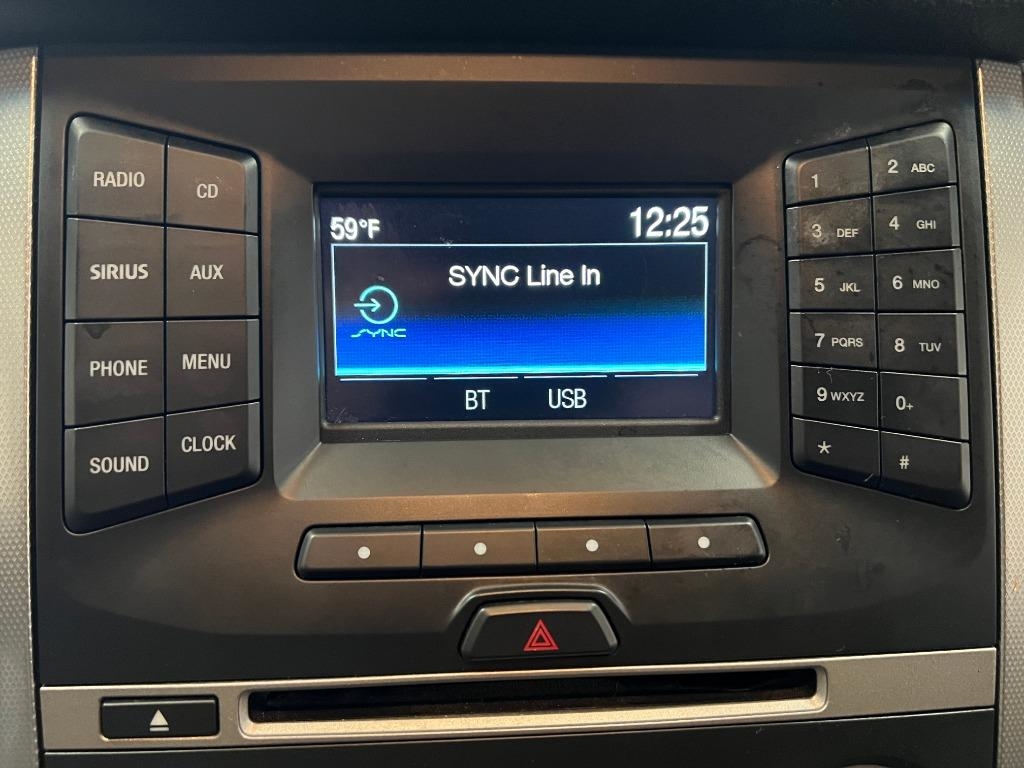 RADIO
CD
SIRIUS
AUX
PHONE
MENU
SOUND
CLOCK
59°F
12:25
SYNC Line In
SYNC
BT
USB
1
2 ABC
3 DEF
4 GHI
5 JKL
6 MNO
7 PQRS
8 TUV
9 WXYZ
0+
*
#